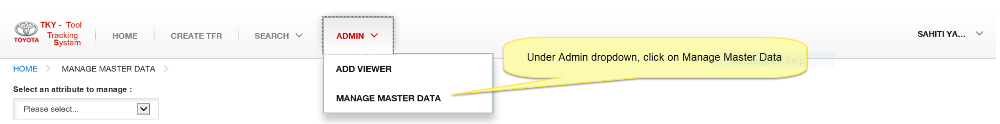 TOYOTA
TKY - Tool
Tracking
System
HOME
CREATE TFR
SEARCH
ADMIN
SAHITI YA...
Under Admin dropdown, click on Manage Master Data
Rectangular Snip
HOME
MANAGE MASTER DATA
ADD VIEWER
MANAGE MASTER DATA
Select an attribute to manage :
Please select...